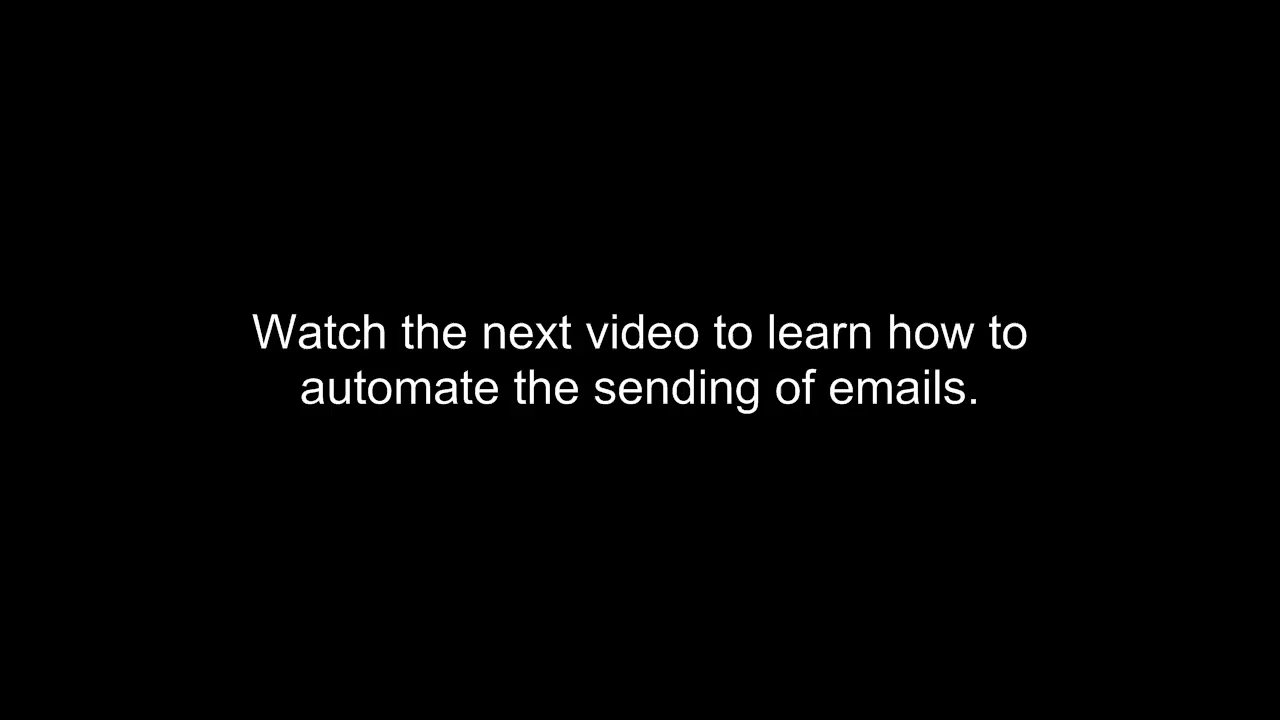 Watch the next video to learn how to
automate the sending of emails.